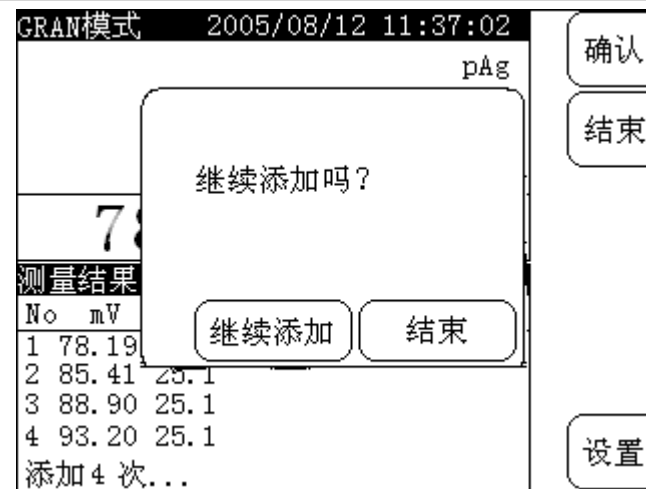 GRAN模式 2005/08/12 11:37:02
pAg
继续添加吗?
继续添加 结束
测量结果
No mV
1 78.19
2 85.41 25.1
3 88.90 25.1
4 93.20 25.1
添加4次...
确认
结束
设置